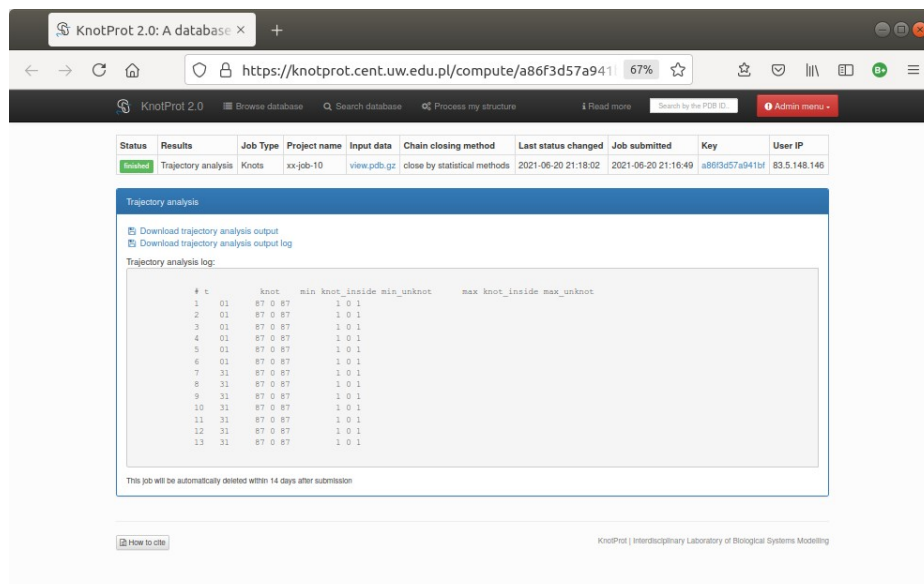 KnotProt 2.0: A database × +
https://knotprot.cent.uw.edu.pl/compute/a86f3d57a941 67%
KnotProt 2.0 Browse database Search database Process my structure Read more Search by the PDB ID.. Admin menu
Status Results Job Type Project name Input data Chain closing method Last status changed Job submitted Key User IP
finished Trajectory analysis Knots xx-job-10 view.pdb.gz close by statistical methods 2021-06-20 21:18:02 2021-06-20 21:16:49 a86f3d57a941bf 83.5.148.146
Trajectory analysis
Download trajectory analysis output
Download trajectory analysis output log
Trajectory analysis log:
# t knot min knot_inside min_unknot max knot_inside max_unknot
1 01 87 0 87 1 0 1
2 01 87 0 87 1 0 1
3 01 87 0 87 1 0 1
4 01 87 0 87 1 0 1
5 01 87 0 87 1 0 1
6 01 87 0 87 1 0 1
7 31 87 0 87 1 0 1
8 31 87 0 87 1 0 1
9 31 87 0 87 1 0 1
10 31 87 0 87 1 0 1
11 31 87 0 87 1 0 1
12 31 87 0 87 1 0 1
13 31 87 0 87 1 0 1
This job will be automatically deleted within 14 days after submission
How to cite KnotProt | Interdisciplinary Laboratory of Biological Systems Modelling